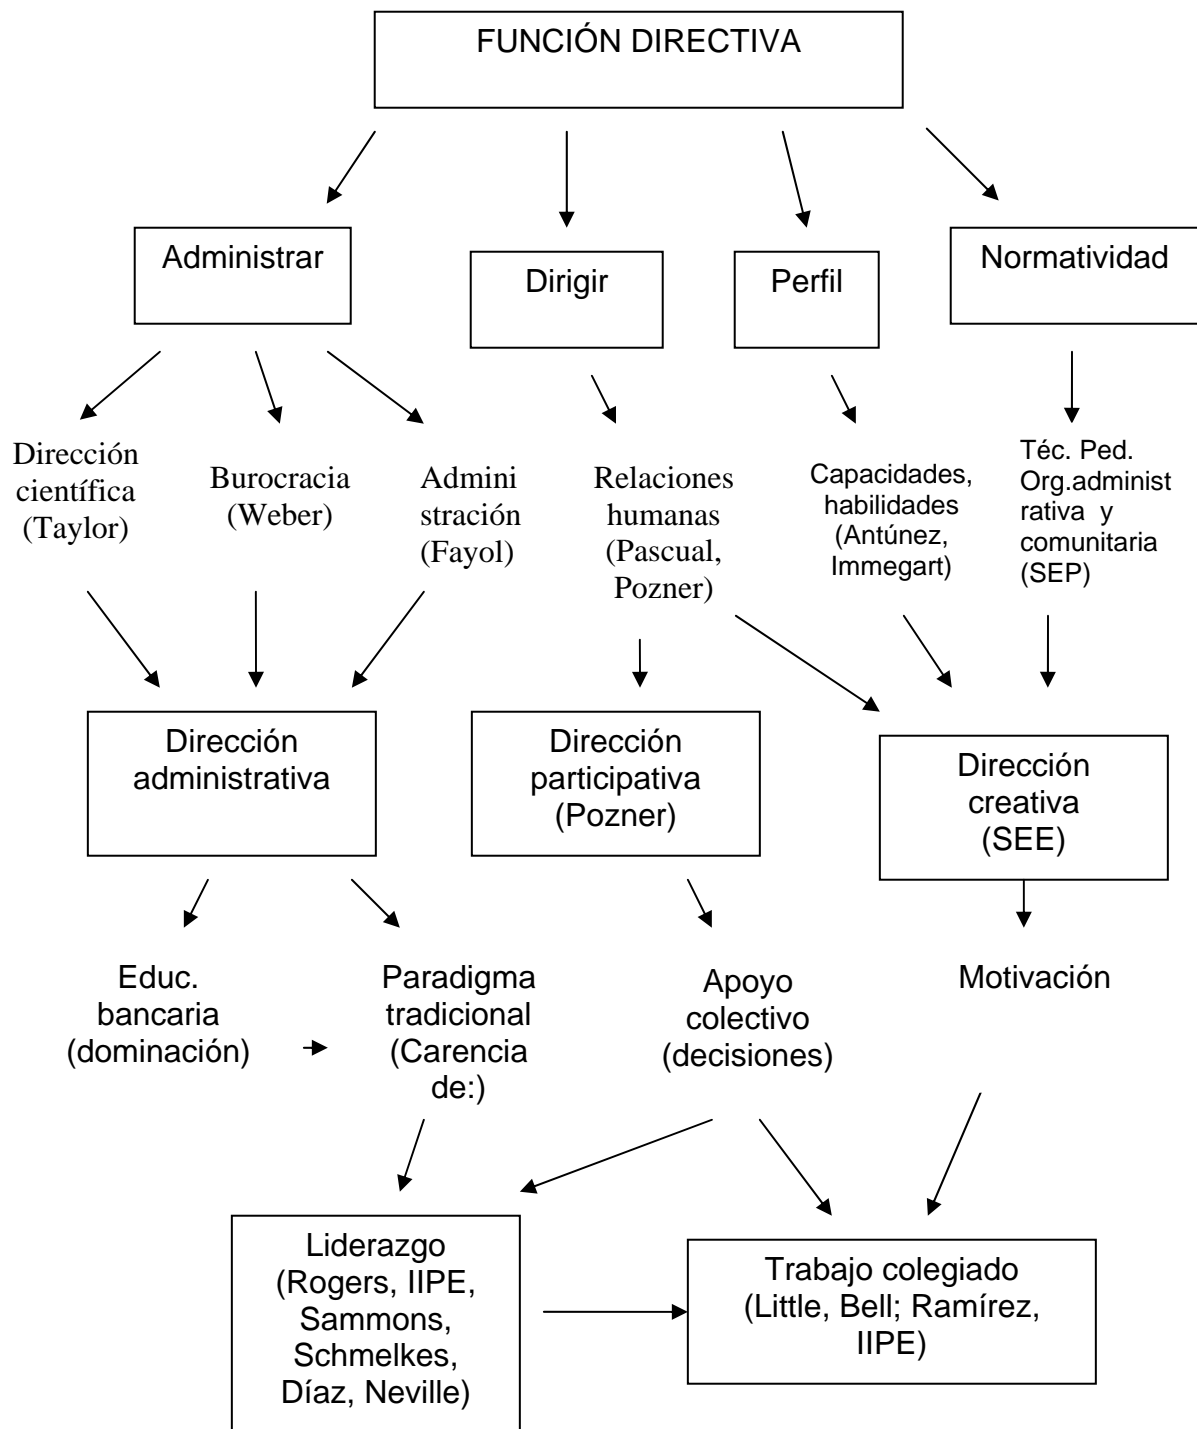 FUNCIÓN DIRECTIVA
Administrar
Dirigir
Perfil
Normatividad
Dirección
científica
(Taylor)
Burocracia
(Weber)
Admini
stración
(Fayol)
Relaciones
humanas
(Pascual,
Pozner)
Capacidades,
habilidades
(Antúnez,
Immegart)
Téc. Ped.
Org.administ
rativa y
comunitaria
(SEP)
Dirección
administrativa
Dirección
participativa
(Pozner)
Dirección
creativa
(SEE)
Educ.
bancaria
(dominación)
Paradigma
tradicional
(Carencia
de:)
Apoyo
colectivo
(decisiones)
Motivación
Liderazgo
(Rogers, IIPE,
Sammons,
Schmelkes,
Díaz, Neville)
Trabajo colegiado
(Little, Bell; Ramírez,
IIPE)